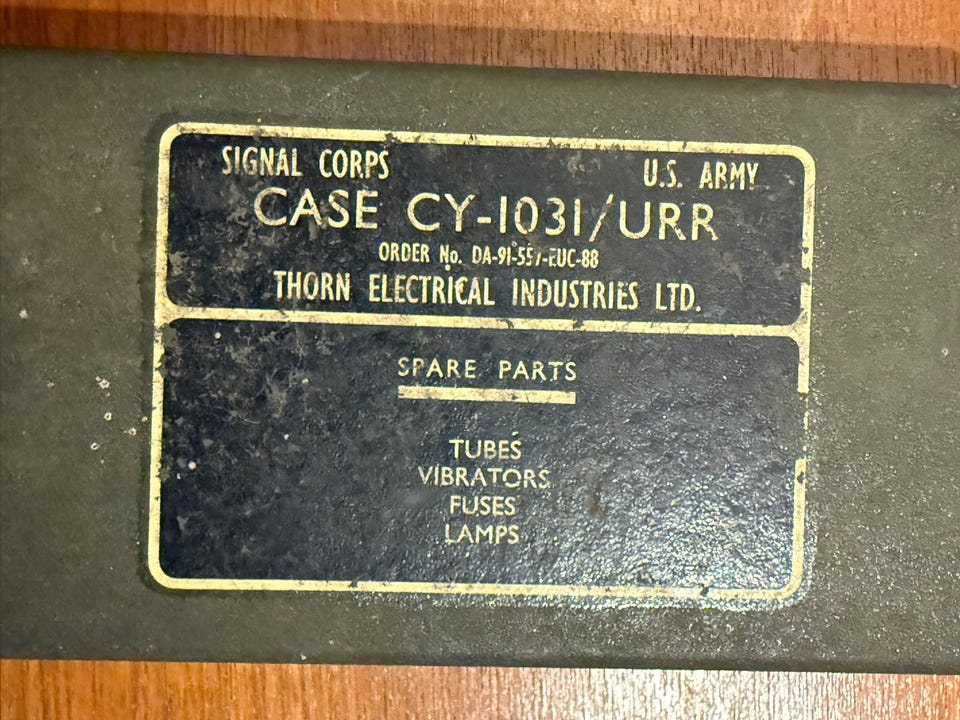 SIGNAL CORPS U.S. ARMY
CASE CY-1031/URR
ORDER No. DA-91-557-EUC-88
THORN ELECTRICAL INDUSTRIES LTD.
SPARE PARTS
TUBES
VIBRATORS
FUSES
LAMPS